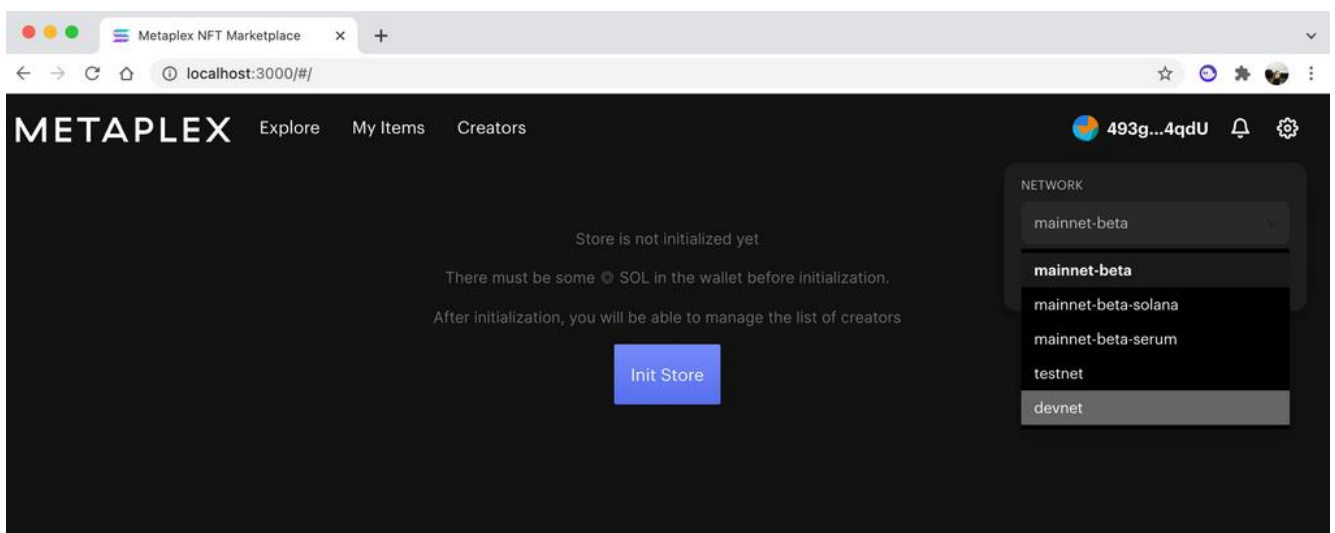 Metaplex NFT Marketplace
localhost:3000/#/
METAPLEX Explore My Items Creators 493g...4qdU
NETWORK
mainnet-beta
Store is not initialized yet
There must be some ◎ SOL in the wallet before initialization.
After initialization, you will be able to manage the list of creators
Init Store
mainnet-beta
mainnet-beta-solana
mainnet-beta-serum
testnet
devnet